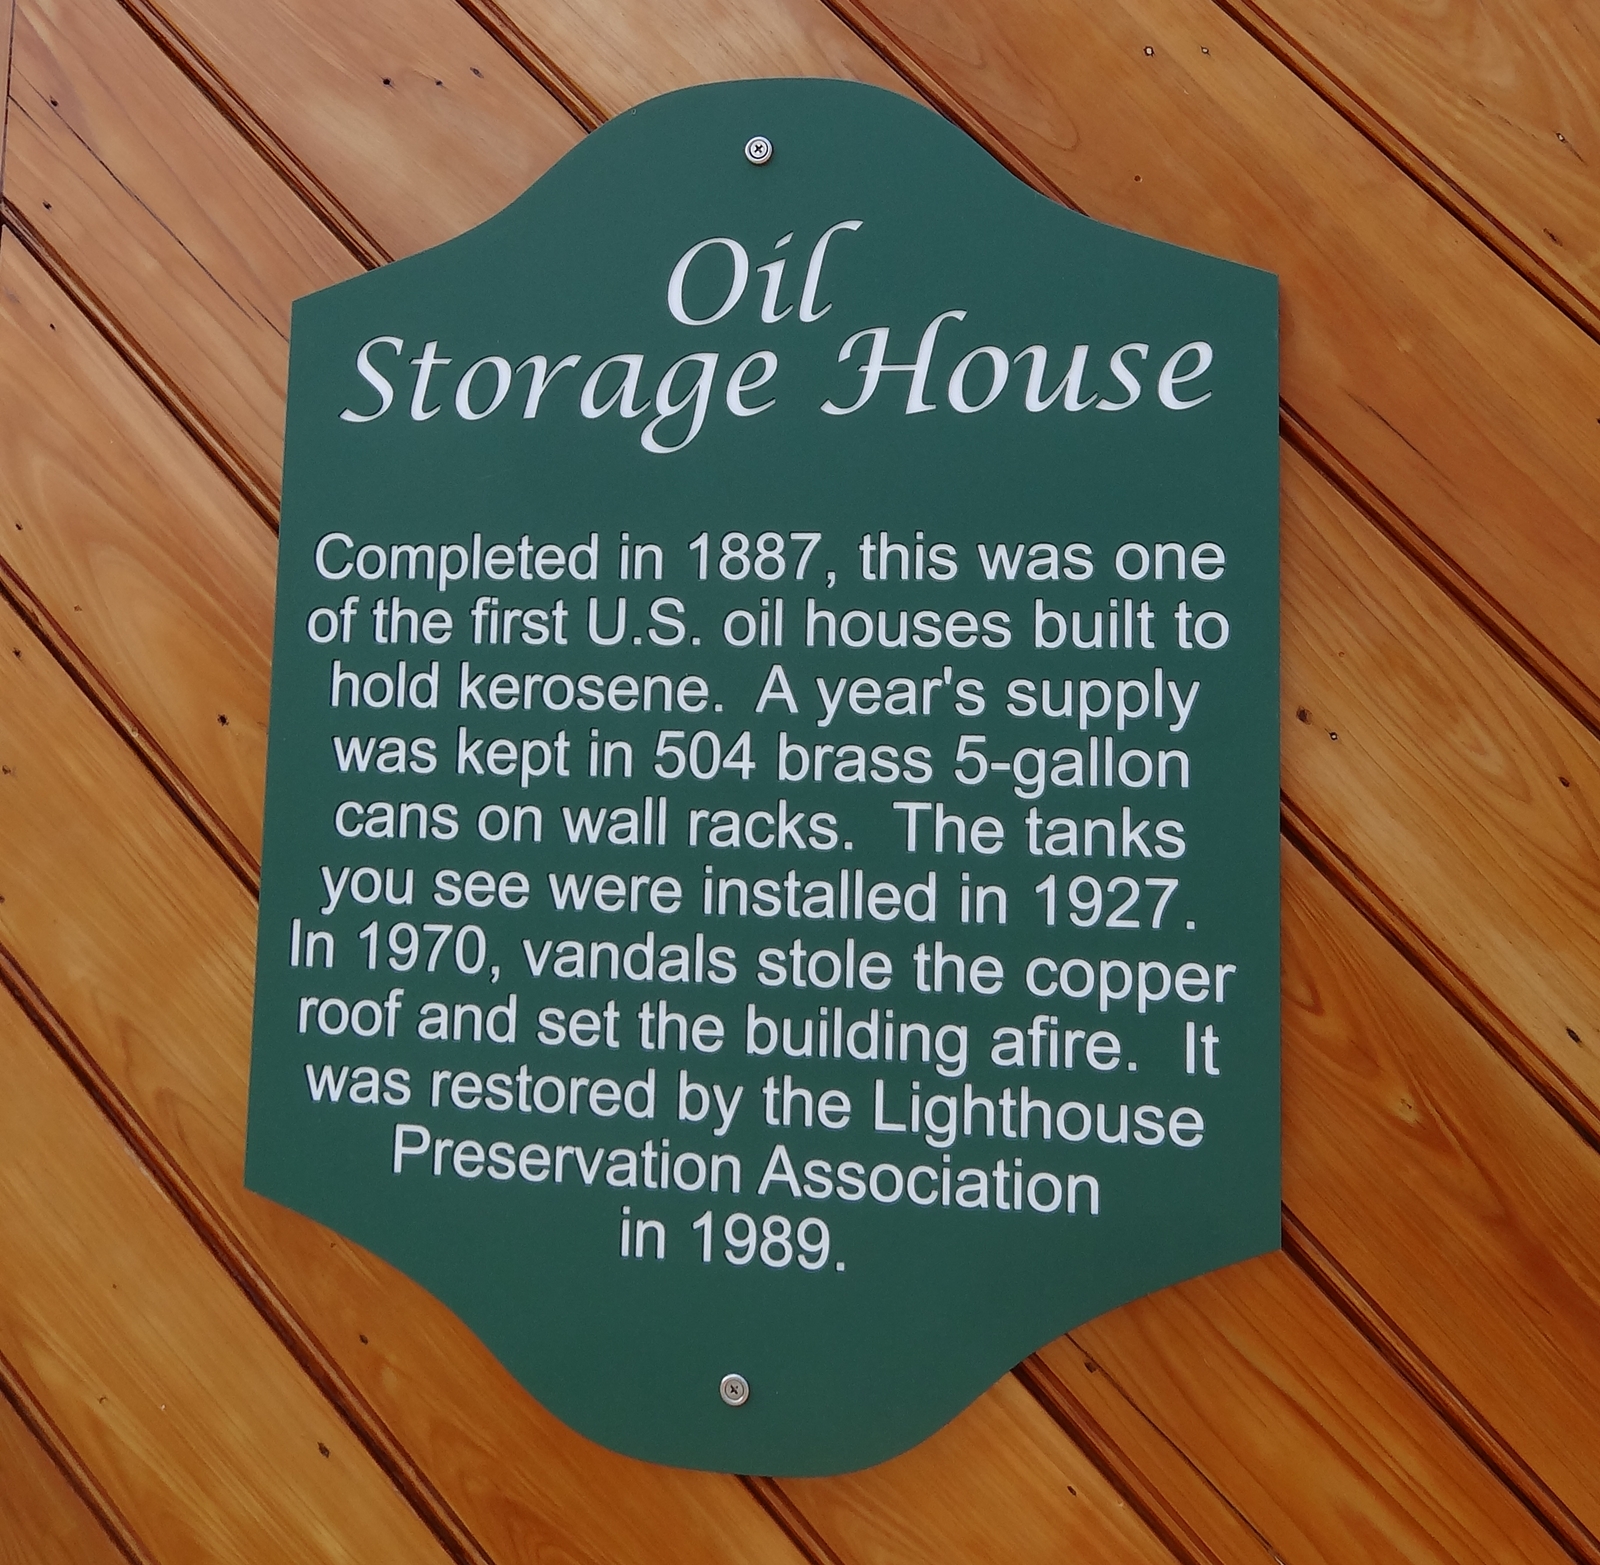 Oil
Storage House
Completed in 1887, this was one
of the first U.S. oil houses built to
hold kerosene. A year's supply
was kept in 504 brass 5-gallon
cans on wall racks. The tanks
you see were installed in 1927.
In 1970, vandals stole the copper
roof and set the building afire. It
was restored by the Lighthouse
Preservation Association
in 1989.